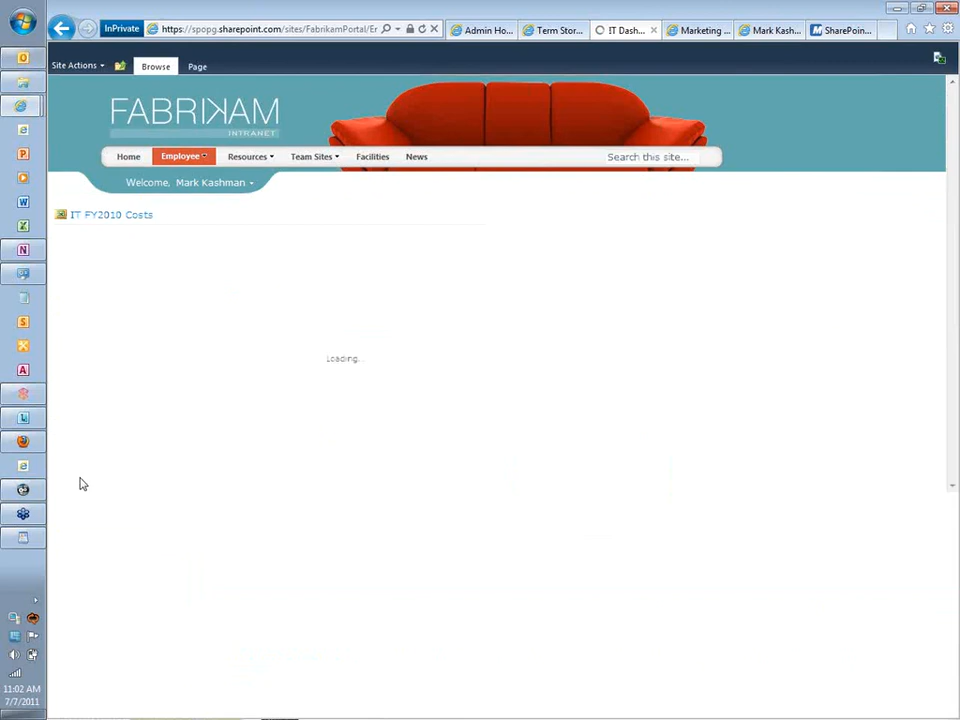 InPrivate
https://spopg.sharepoint.com/sites/FabrikamPortal/Er
Admin Ho...
Term Stor...
IT Dash...
Marketing ...
Mark Kash...
SharePoin...
Site Actions
Browse
Page
FABRIKAM
INTRANET
Home
Employee
Resources
Team Sites
Facilities
News
Search this site...
Welcome, Mark Kashman
IT FY2010 Costs
Loading...
11:02 AM
7/7/2011